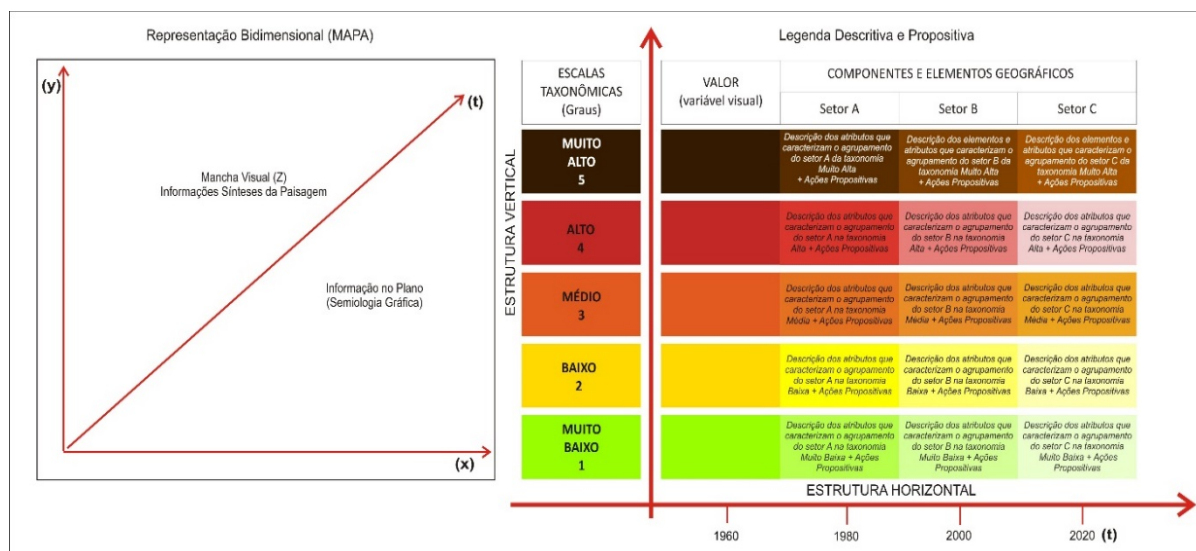 Representação Bidimensional (MAPA)
(y)
(t)
Mancha Visual (Z)
Informações Sínteses da Paisagem
Informação no Plano
(Semiologia Gráfica)
(x)
Legenda Descritiva e Propositiva
ESTRUTURA VERTICAL
ESCALAS
TAXONÔMICAS
(Graus)
VALOR
(variável visual)
COMPONENTES E ELEMENTOS GEOGRÁFICOS
Setor A
Setor B
Setor C
MUITO
ALTO
5
Descrição dos atributos que
caracterizam o agrupamento
do setor A da taxonomia
Muito Alta
+ Ações Propositivas
Descrição dos elementos e
atributos que caracterizam o
agrupamento do setor B da
taxonomia Muito Alta
+ Ações Propositivas
Descrição dos elementos e
atributos que caracterizam o
agrupamento do setor C da
taxonomia Muito Alta
+ Ações Propositivas
ALTO
4
Descrição dos atributos que
caracterizam o agrupamento
do setor A na taxonomia
Alta + Ações Propositivas
Descrição dos atributos que
caracterizam o agrupamento
do setor B na taxonomia
Alta + Ações Propositivas
Descrição dos atributos que
caracterizam o agrupamento
do setor C na taxonomia
Alta + Ações Propositivas
MÉDIO
3
Descrição dos atributos que
caracterizam o agrupamento
do setor A na taxonomia
Média + Ações Propositivas
Descrição dos atributos que
caracterizam o agrupamento
do setor B na taxonomia
Média + Ações Propositivas
Descrição dos atributos que
caracterizam o agrupamento
do setor C na taxonomia
Média + Ações Propositivas
BAIXO
2
Descrição dos atributos que
caracterizam o agrupamento
do setor A na taxonomia
Baixa + Ações Propositivas
Descrição dos atributos que
caracterizam o agrupamento
do setor B na taxonomia
Baixa + Ações Propositivas
Descrição dos atributos que
caracterizam o agrupamento
do setor C na taxonomia
Baixa + Ações Propositivas
MUITO
BAIXO
1
Descrição dos atributos que
caracterizam o agrupamento
do setor A na taxonomia
Muito Baixa + Ações
Propositivas
Descrição dos atributos que
caracterizam o agrupamento
do setor B na taxonomia
Muito Baixa + Ações
Propositivas
Descrição dos atributos que
caracterizam o agrupamento
do setor C na taxonomia
Muito Baixa + Ações
Propositivas
ESTRUTURA HORIZONTAL
1960
1980
2000
2020
(t)